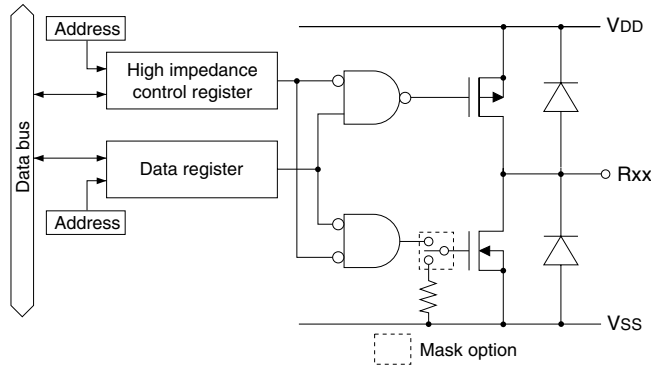 Address
VDD
High impedance
control register
Data bus
Data register
Rxx
Address
VSS
Mask option